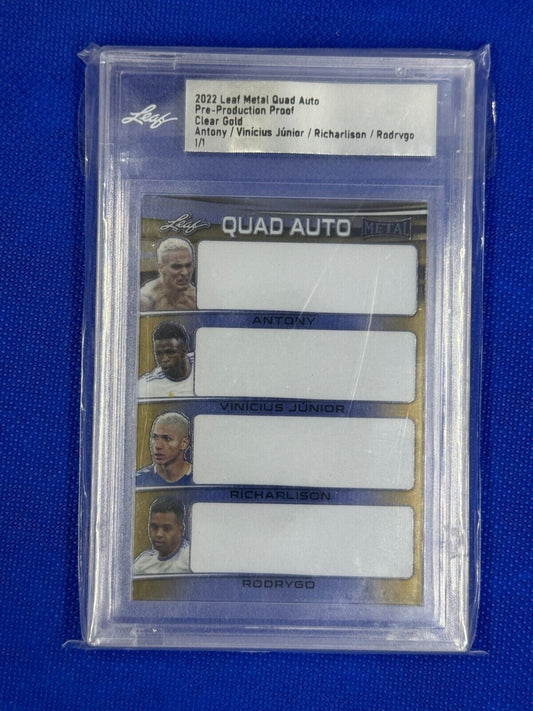 Leaf
2022 Leaf Metal Quad Auto
Pre-Production Proof
Clear Gold
Antony / Vinícius Júnior / Richarlison / Rodrygo
1/1
Leaf QUAD AUTO METAL
ANTONY
VINÍCIUS JÚNIOR
RICHARLISON
RODRYGO